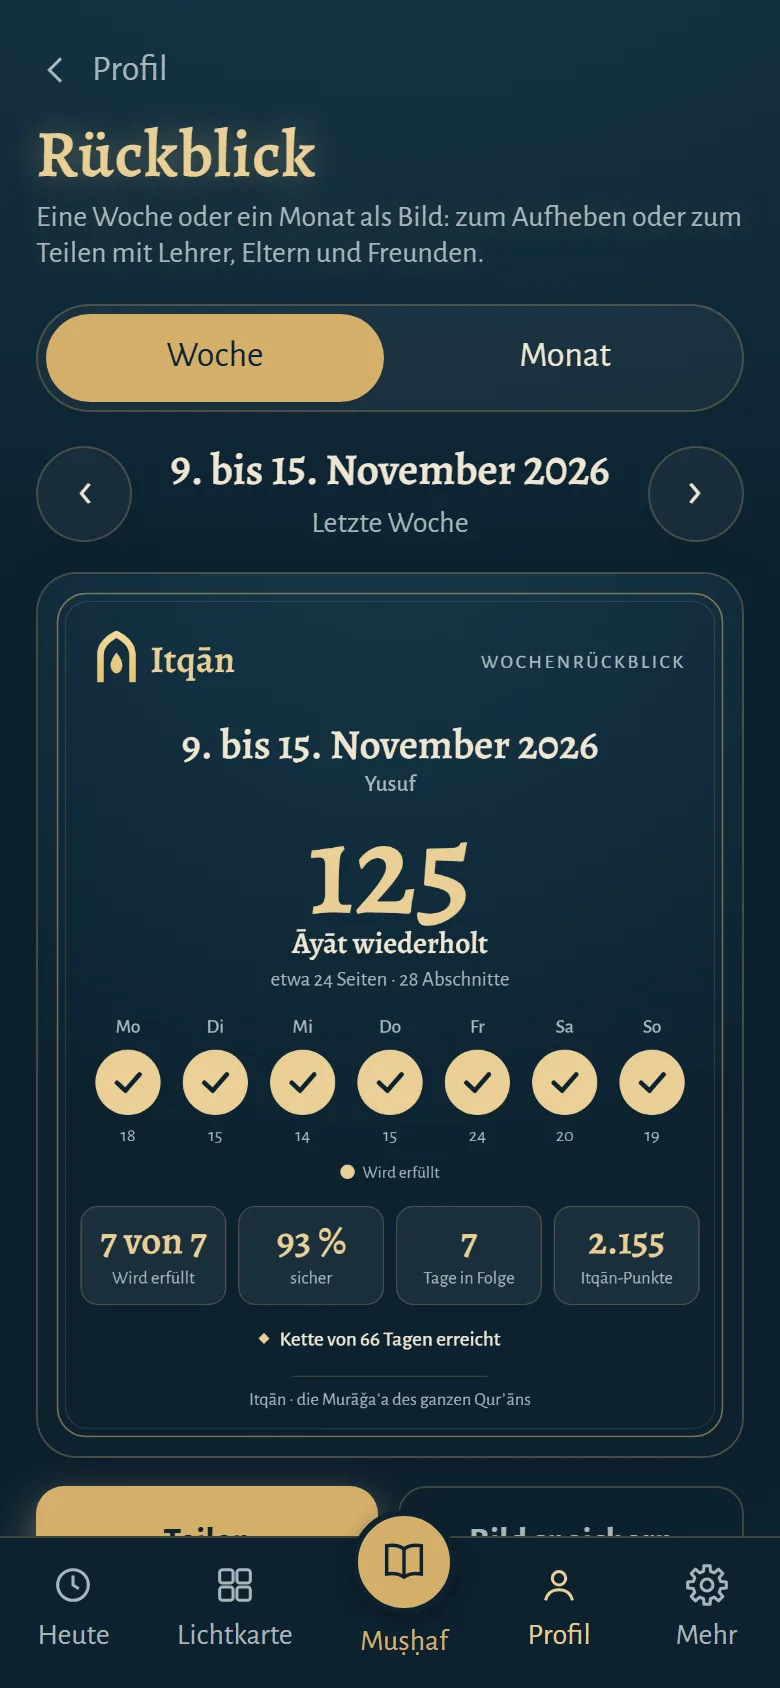 Profil
Rückblick
Eine Woche oder ein Monat als Bild: zum Aufheben oder zum
Teilen mit Lehrer, Eltern und Freunden.
Woche
Monat
9. bis 15. November 2026
Letzte Woche
Itqān
WOCHENRÜCKBLICK
9. bis 15. November 2026
Yusuf
125
Āyāt wiederholt
etwa 24 Seiten · 28 Abschnitte
Mo Di Mi Do Fr Sa So
18 15 14 15 24 20 19
Wird erfüllt
7 von 7 93 % 7 2.155
Wird erfüllt sicher Tage in Folge Itqān-Punkte
Kette von 66 Tagen erreicht
Itqān · die Murāǧaʿa des ganzen Qurʾāns
Teilen
Bild speichern
Heute
Lichtkarte
Muṣḥaf
Profil
Mehr